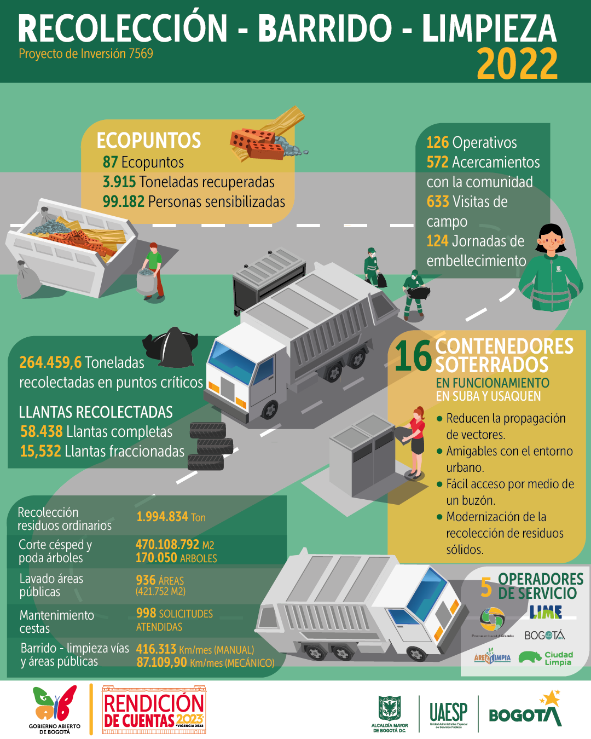 RECOLECCIÓN - BARRIDO - LIMPIEZA
Proyecto de Inversión 7569
2022
ECOPUNTOS
87 Ecopuntos
3.915 Toneladas recuperadas
99.182 Personas sensibilizadas
126 Operativos
572 Acercamientos
con la comunidad
633 Visitas de
campo
124 Jornadas de
embellecimiento
264.459,6 Toneladas
recolectadas en puntos críticos
LLANTAS RECOLECTADAS
58.438 Llantas completas
15,532 Llantas fraccionadas
16 CONTENEDORES
SOTERRADOS
EN FUNCIONAMIENTO
EN SUBA Y USAQUEN
• Reducen la propagación
de vectores.
• Amigables con el entorno
urbano.
• Fácil acceso por medio de
un buzón.
• Modernización de la
recolección de residuos
sólidos.
Recolección
residuos ordinarios
1.994.834 Ton
Corte césped y
poda árboles
470.108.792 M2
170.050 ARBOLES
Lavado áreas
públicas
936 ÁREAS
(421.752 M2)
Mantenimiento
cestas
998 SOLICITUDES
ATENDIDAS
Barrido - limpieza vías
y áreas públicas
416.313 Km/mes (MANUAL)
87.109,90 Km/mes (MECÁNICO)
5 OPERADORES
DE SERVICIO
LIME
BOGOTÁ
ÁREA LIMPIA
Ciudad
Limpia
GOBIERNO ABIERTO
DE BOGOTÁ
RENDICIÓN
DE CUENTAS 2023
ALCALDÍA MAYOR
DE BOGOTÁ D.C.
UAESP
BOGOTÁ